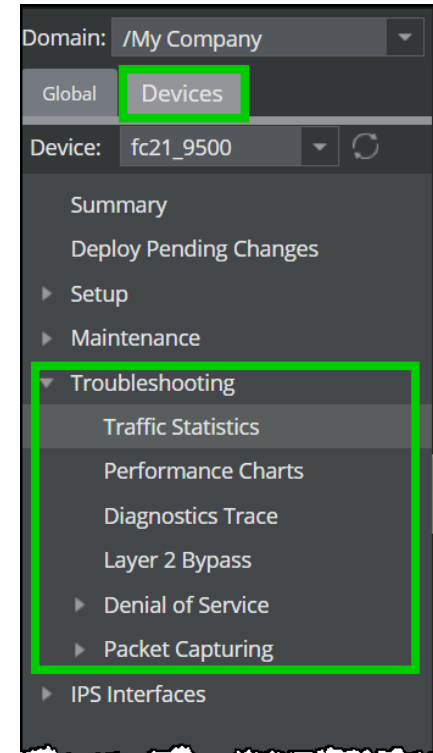 Domain: /My Company
Global Devices
Device: fc21_9500
Summary
Deploy Pending Changes
Setup
Maintenance
Troubleshooting
Traffic Statistics
Performance Charts
Diagnostics Trace
Layer 2 Bypass
Denial of Service
Packet Capturing
IPS Interfaces